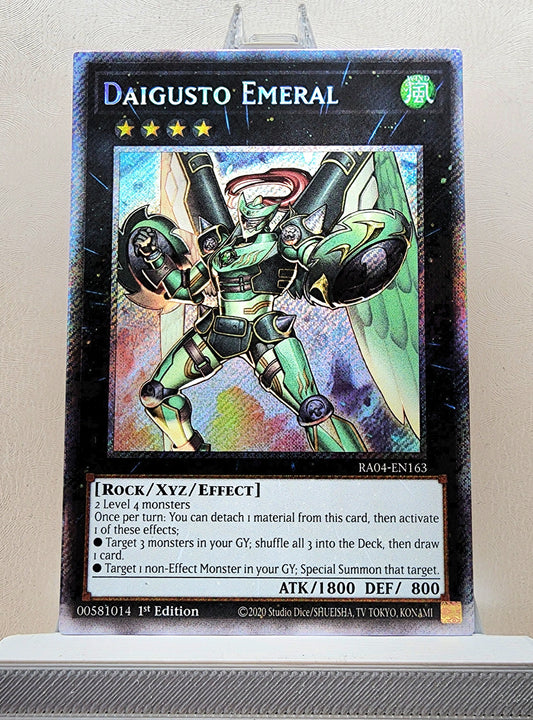 DAIGUSTO EMERAL
WIND
風
RA04-EN163
[ROCK/XYZ/EFFECT]
2 Level 4 monsters
Once per turn: You can detach 1 material from this card, then activate
1 of these effects;
● Target 3 monsters in your GY; shuffle all 3 into the Deck, then draw
1 card.
● Target 1 non-Effect Monster in your GY; Special Summon that target.
ATK/1800 DEF/ 800
00581014 1st Edition ©2020 Studio Dice/SHUEISHA, TV TOKYO, KONAMI